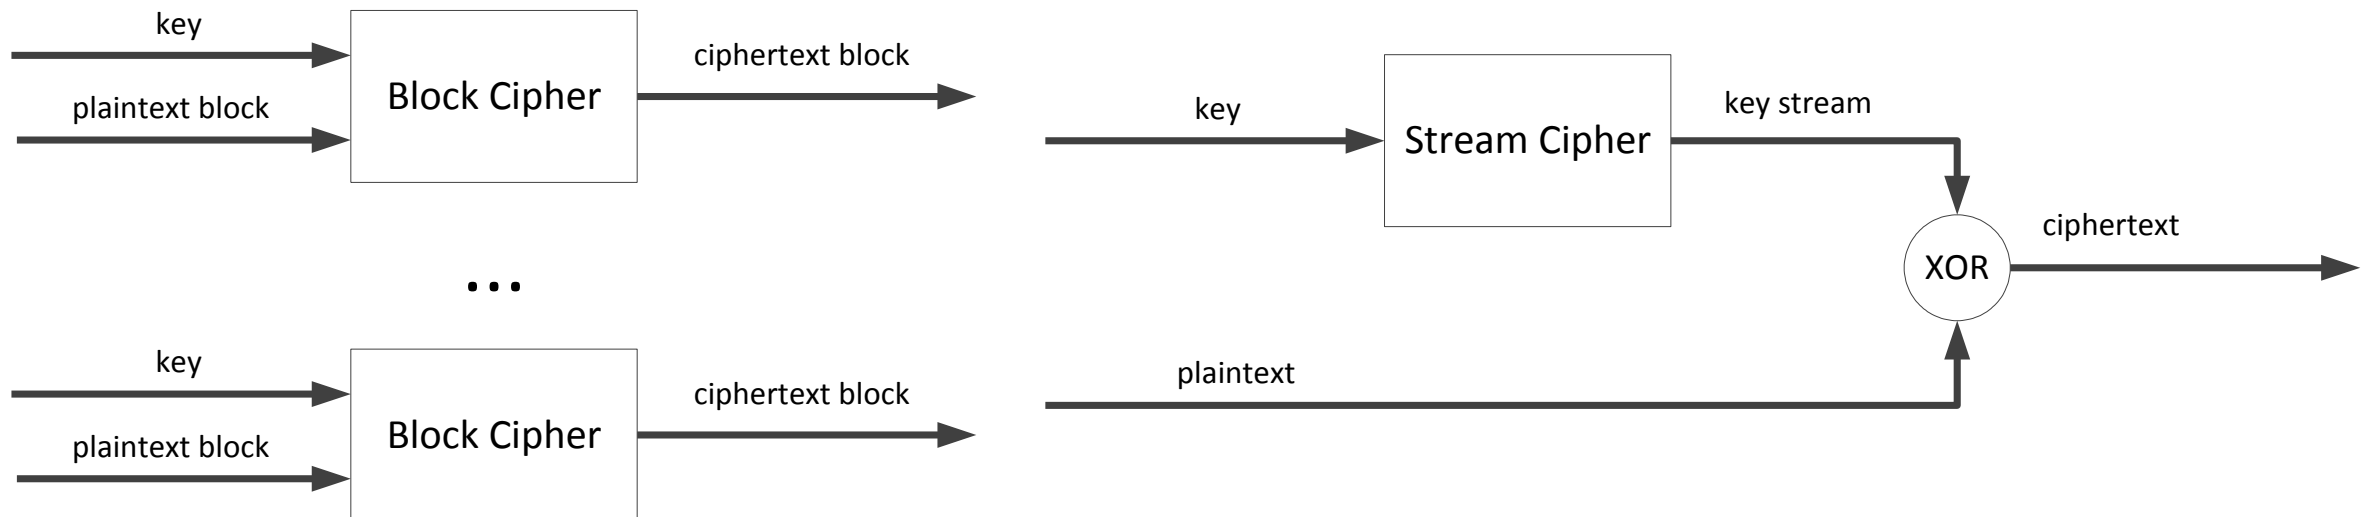 key
plaintext block
Block Cipher
ciphertext block
...
key
plaintext block
Block Cipher
ciphertext block
key
Stream Cipher
key stream
XOR
ciphertext
plaintext